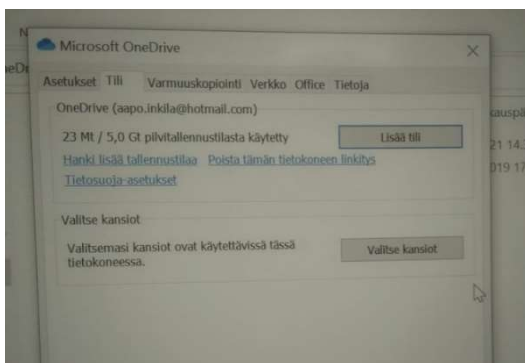 Microsoft OneDrive
Asetukset Tili Varmuuskopiointi Verkko Office Tietoja
OneDrive (aapo.inkila@hotmail.com)
23 Mt / 5,0 Gt pilvitallennustilasta käytetty
Lisää tili
Hanki lisää tallennustilaa Poista tämän tietokoneen linkitys
Tietosuoja-asetukset
Valitse kansiot
Valitsemasi kansiot ovat käytettävissä tässä
tietokoneessa.
Valitse kansiot